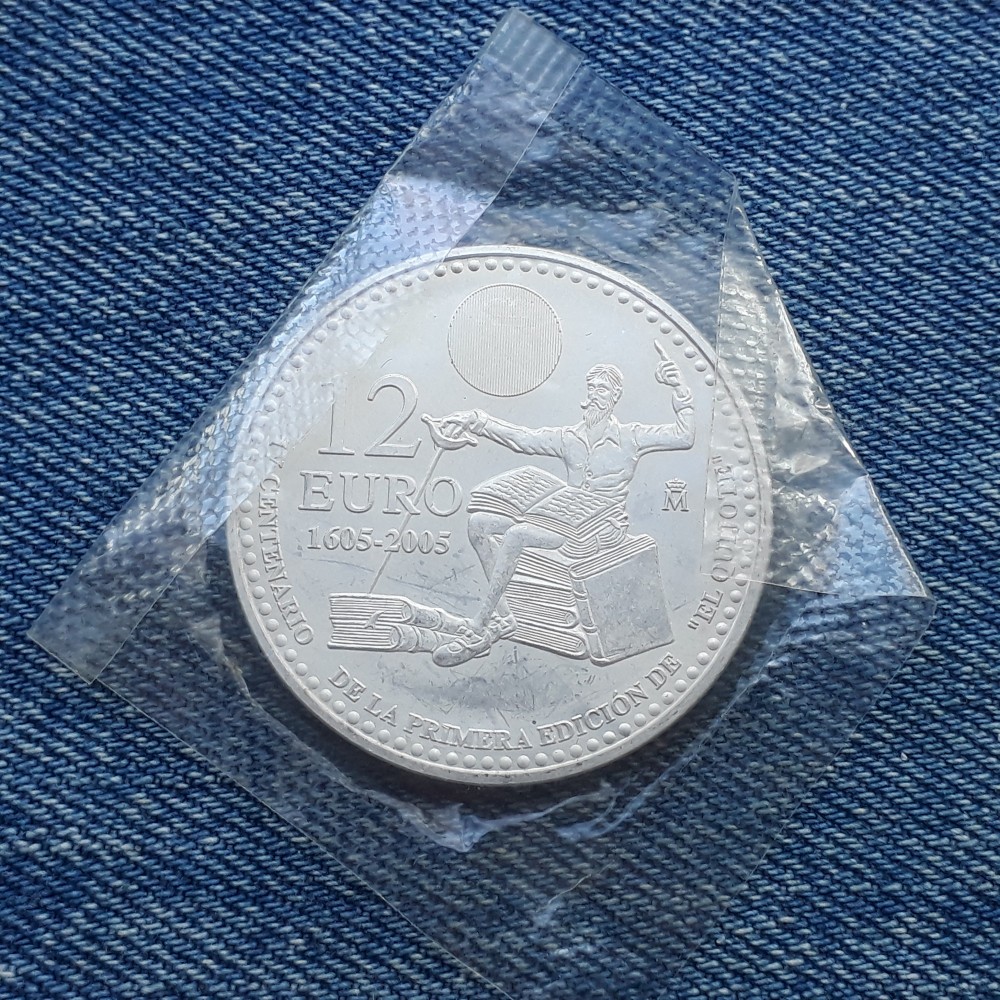 12
EURO
1605-2005
M
IV CENTENARIO DE LA PRIMERA EDICIÓN DE "EL QUIJOTE"